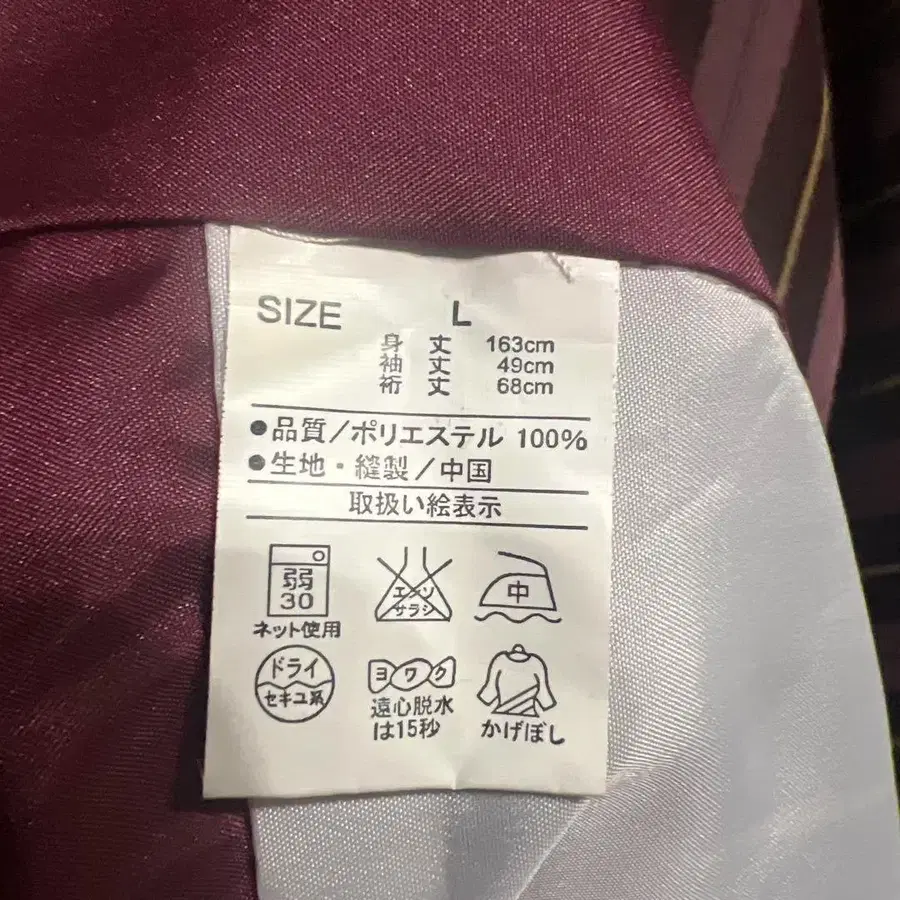 SIZE L
身 丈 163cm
袖 丈 49cm
裄 丈 68cm
●品質/ポリエステル 100%
●生地・縫製/中国
取扱い絵表示
弱
30
ネット使用
エンソ
サラシ
中
ドライ
セキユ系
ヨワク
遠心脱水
は15秒
かげぼし